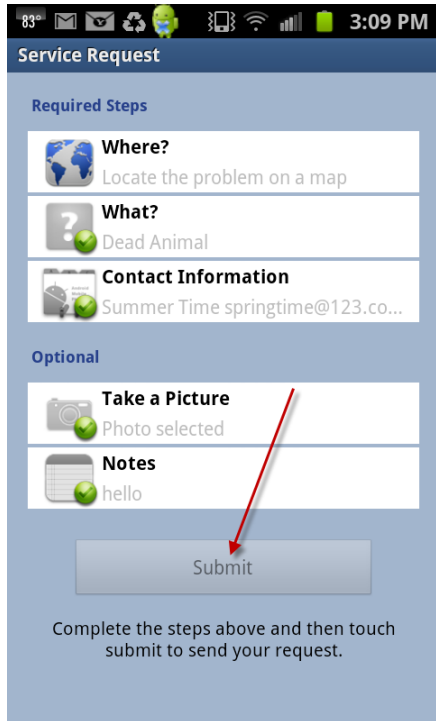 83° 3:09 PM
Service Request
Required Steps
Where?
Locate the problem on a map
What?
Dead Animal
Contact Information
Summer Time springtime@123.co...
Optional
Take a Picture
Photo selected
Notes
hello
Submit
Complete the steps above and then touch
submit to send your request.